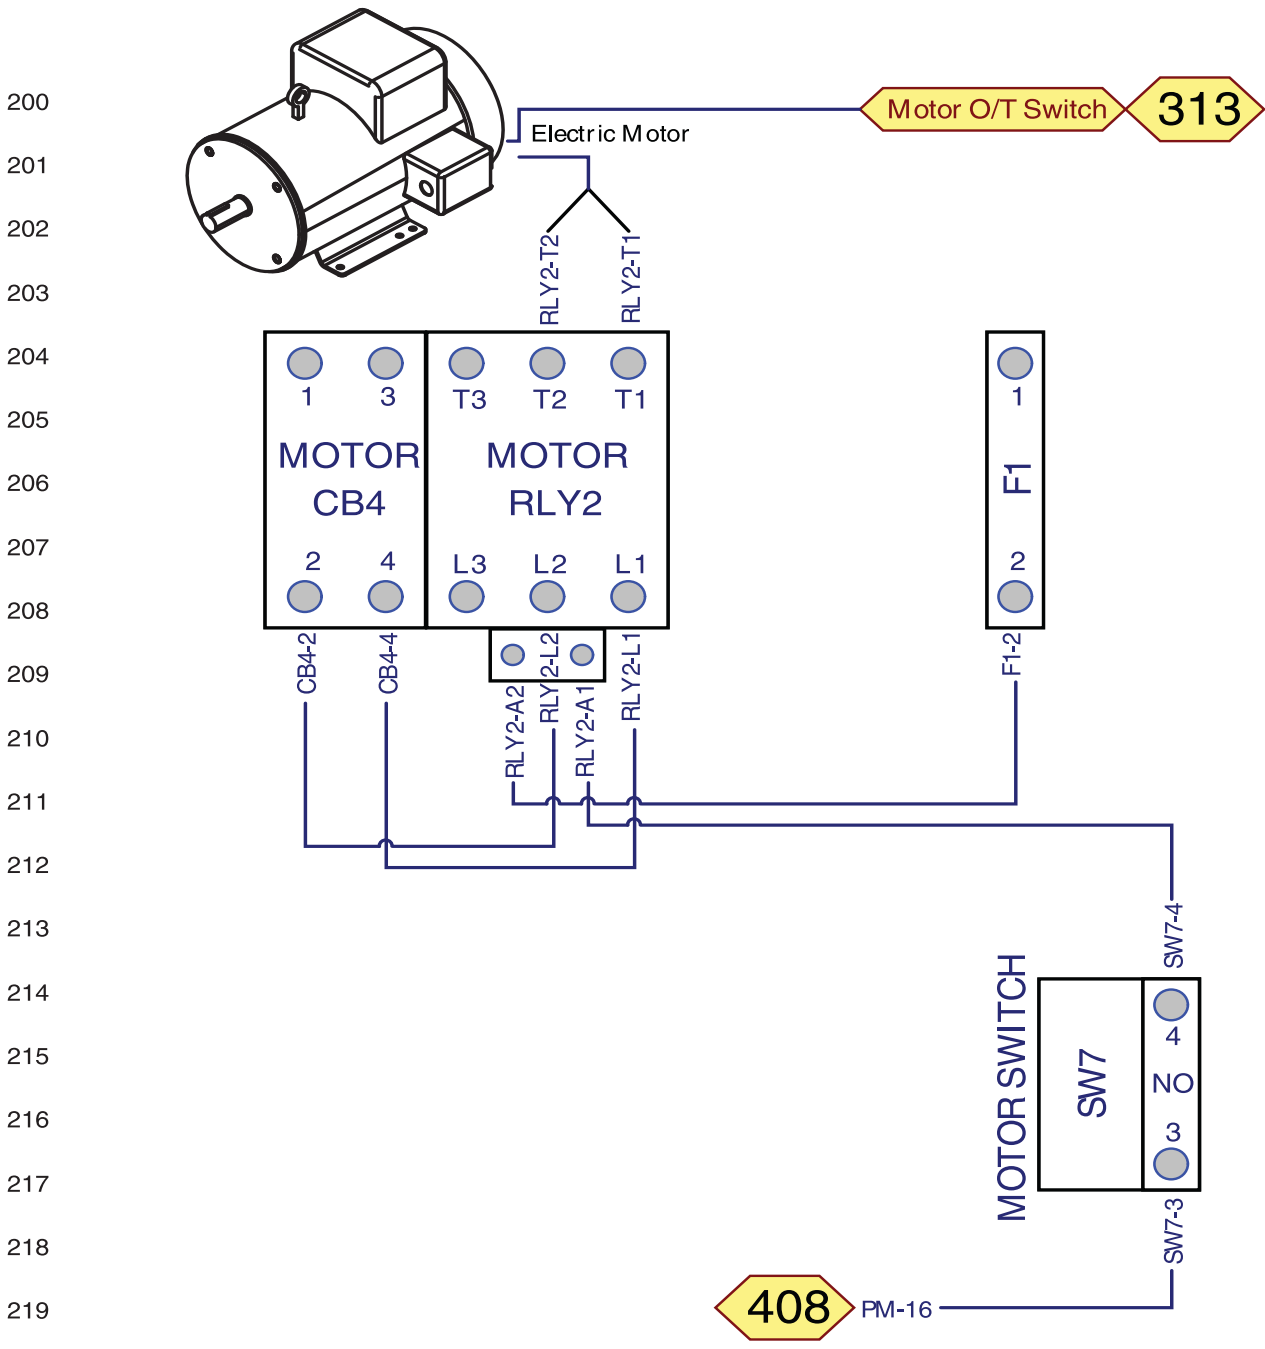 200
Motor O/T Switch
313
Electric Motor
201
202
RLY2-T2
RLY2-T1
203
204
1
3
T3
T2
T1
1
205
MOTOR
CB4
MOTOR
RLY2
F1
206
207
2
4
L3
L2
L1
2
208
CB4-2
CB4-4
RLY2-A2
RLY2-L2
RLY2-A1
RLY2-L1
F1-2
209
210
211
212
213
SW7-4
214
MOTOR SWITCH
SW7
4
NO
3
215
216
217
SW7-3
218
219
408
PM-16